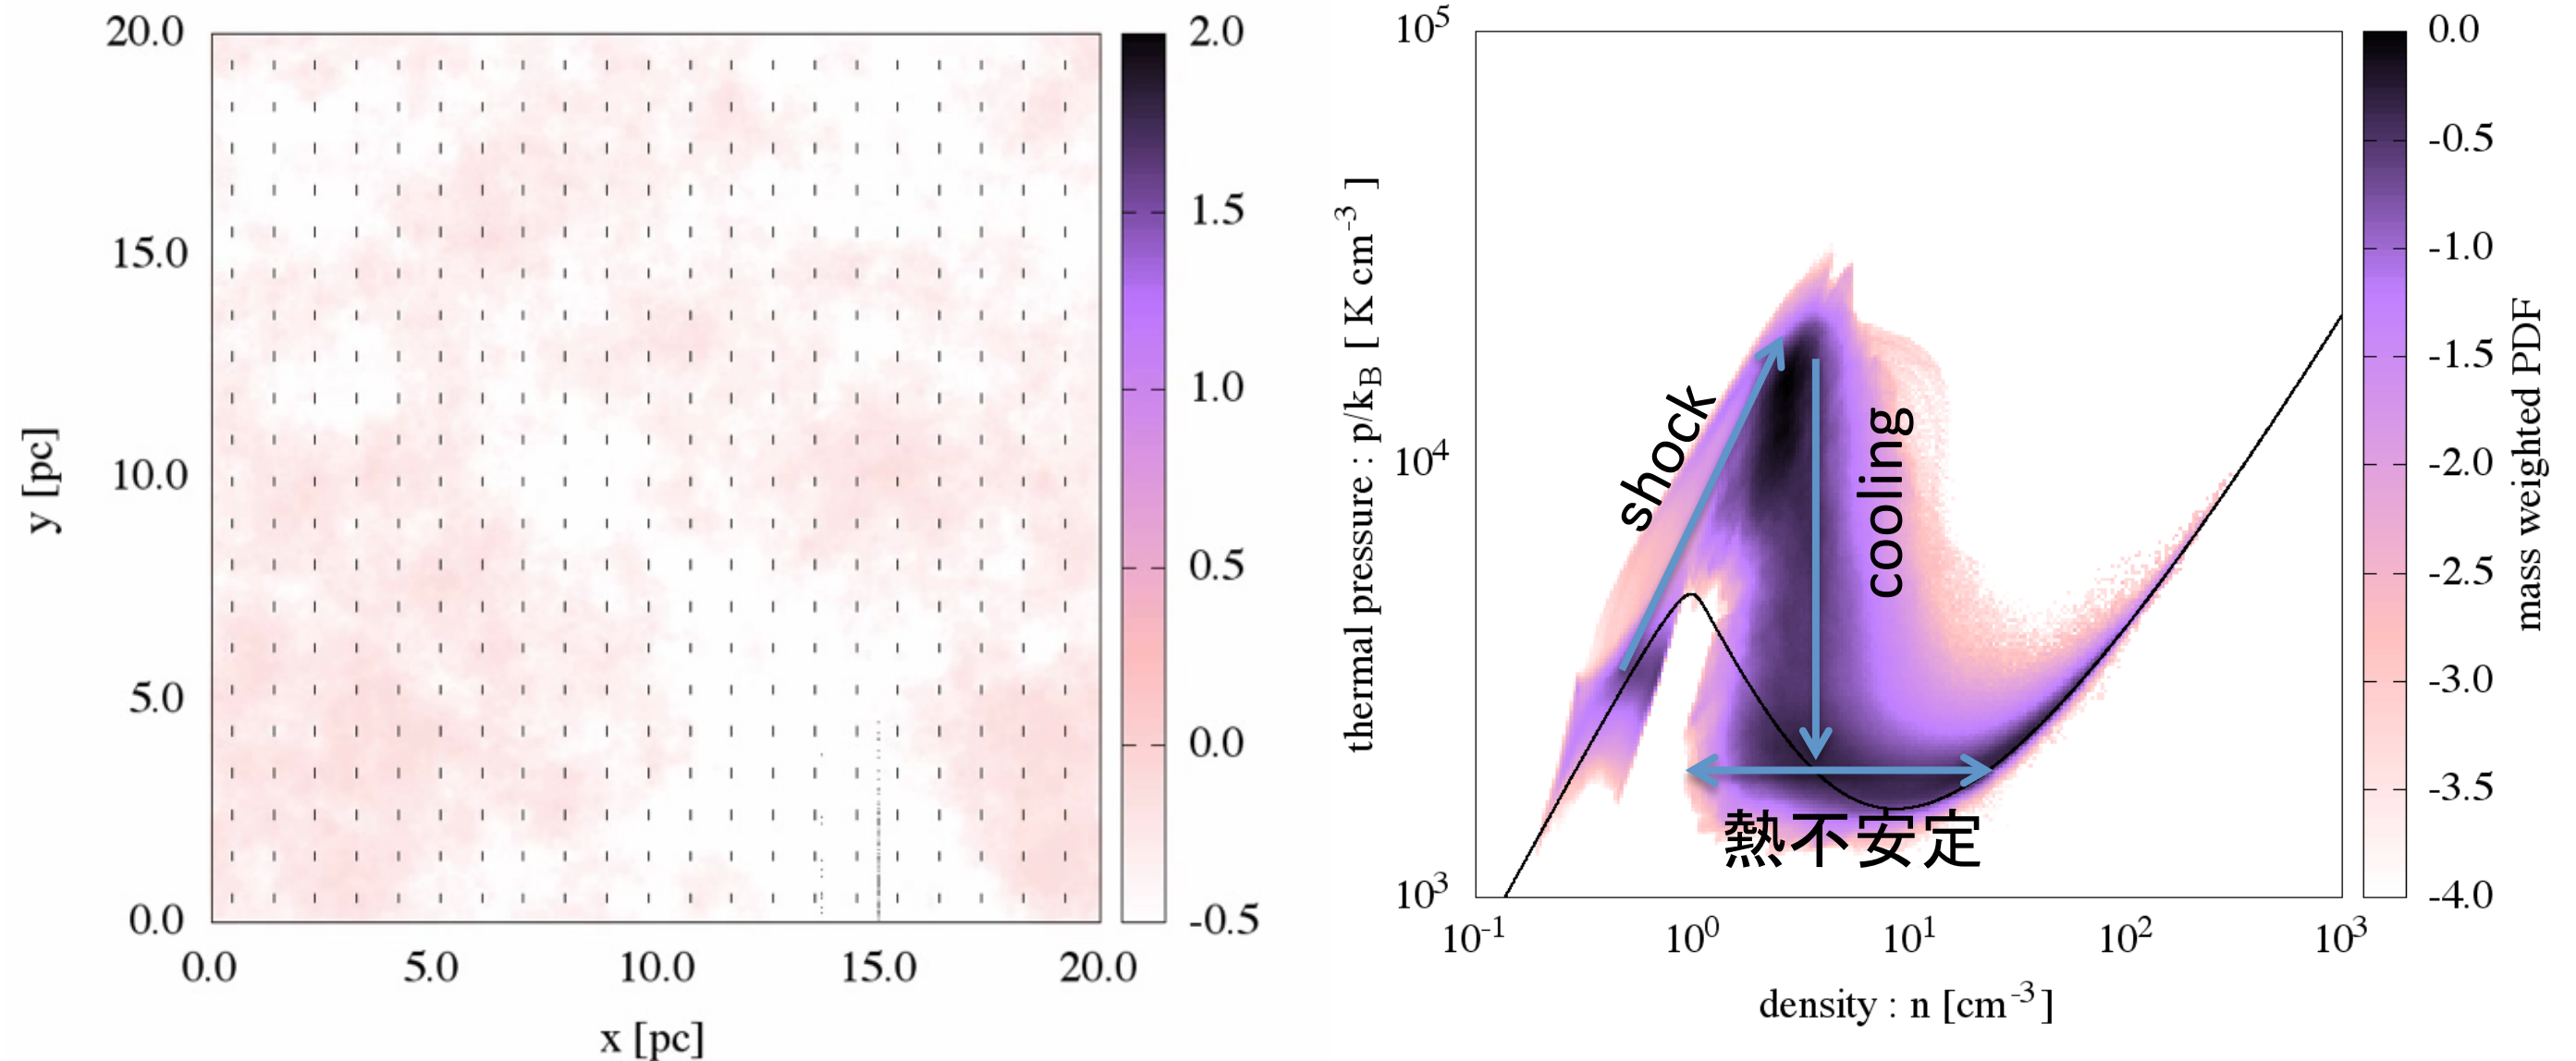 20.0
15.0
10.0
5.0
0.0
y [pc]
0.0 5.0 10.0 15.0 20.0
x [pc]
2.0
1.5
1.0
0.5
0.0
-0.5
10^5
10^4
10^3
thermal pressure : p/k_B [ K cm^-3 ]
shock
cooling
熱不安定
10^-1 10^0 10^1 10^2 10^3
density : n [cm^-3]
0.0
-0.5
-1.0
-1.5
-2.0
-2.5
-3.0
-3.5
-4.0
mass weighted PDF